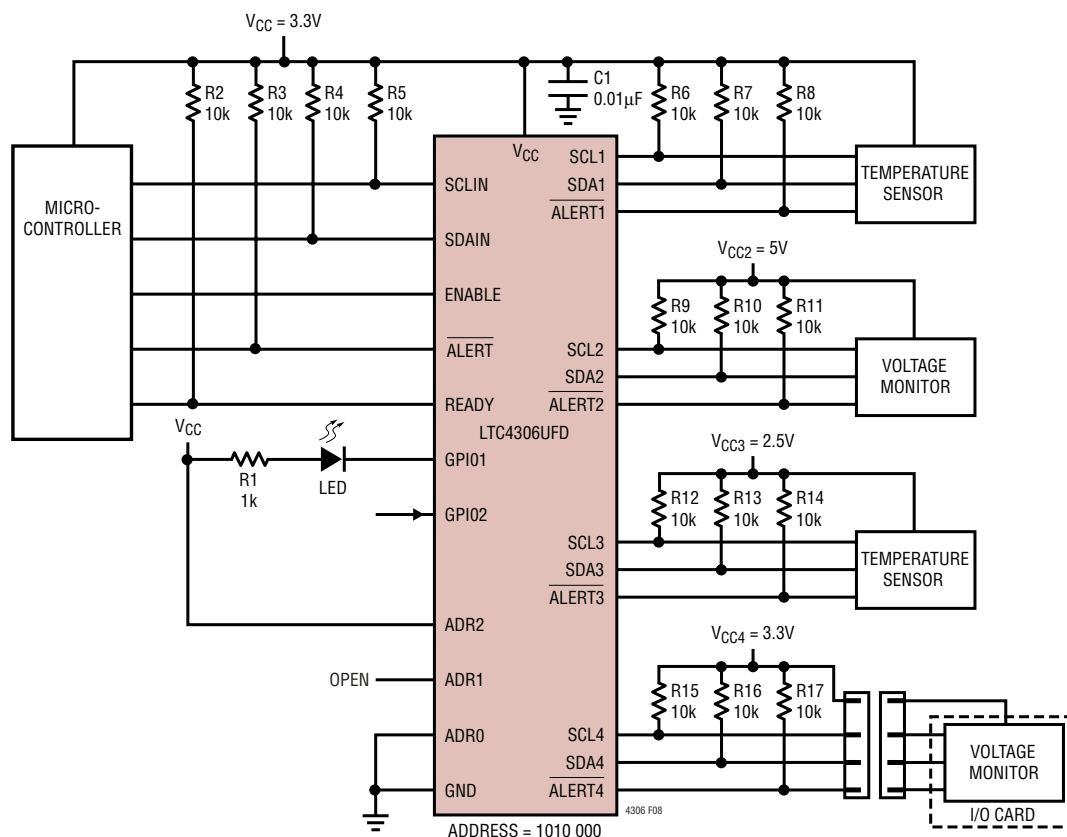 VCC = 3.3V
R2
10k
R3
10k
R4
10k
R5
10k
C1
0.01µF
R6
10k
R7
10k
R8
10k
MICRO-
CONTROLLER
VCC
SCLIN
SDAIN
ENABLE
ALERT
READY
LTC4306UFD
GPIO1
GPIO2
ADR2
ADR1
ADR0
GND
SCL1
SDA1
ALERT1
TEMPERATURE
SENSOR
VCC2 = 5V
R9
10k
R10
10k
R11
10k
SCL2
SDA2
ALERT2
VOLTAGE
MONITOR
VCC
R1
1k
LED
VCC3 = 2.5V
R12
10k
R13
10k
R14
10k
SCL3
SDA3
ALERT3
TEMPERATURE
SENSOR
OPEN
VCC4 = 3.3V
R15
10k
R16
10k
R17
10k
SCL4
SDA4
ALERT4
VOLTAGE
MONITOR
I/O CARD
4306 F08
ADDRESS = 1010 000